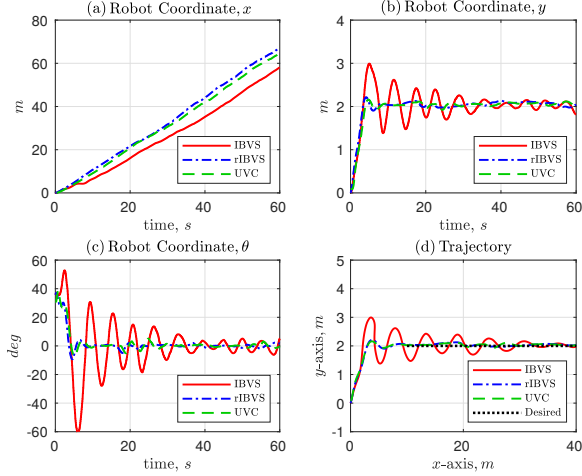 (a) Robot Coordinate, x
m
80
60
40
20
0
0 20 40 60
time, s
IBVS
rIBVS
UVC
(b) Robot Coordinate, y
m
4
3
2
1
0
0 20 40 60
time, s
IBVS
rIBVS
UVC
(c) Robot Coordinate, θ
deg
60
40
20
0
-20
-40
-60
0 20 40 60
time, s
IBVS
rIBVS
UVC
(d) Trajectory
y-axis, m
5
4
3
2
1
0
-1
0 20 40
x-axis, m
IBVS
rIBVS
UVC
Desired